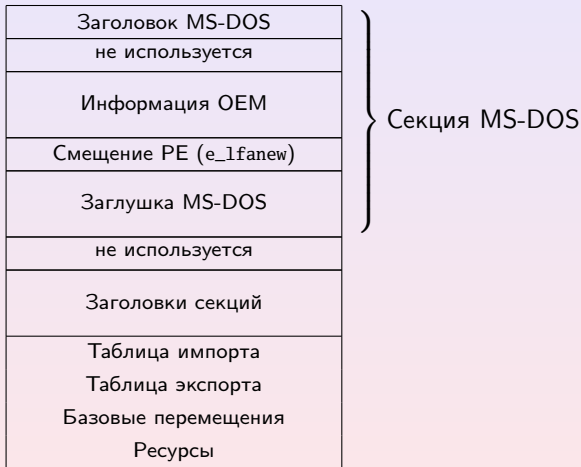 Заголовок MS-DOS
не используется
Информация OEM
Смещение PE (e_lfanew)
Заглушка MS-DOS
Секция MS-DOS
не используется
Заголовки секций
Таблица импорта
Таблица экспорта
Базовые перемещения
Ресурсы